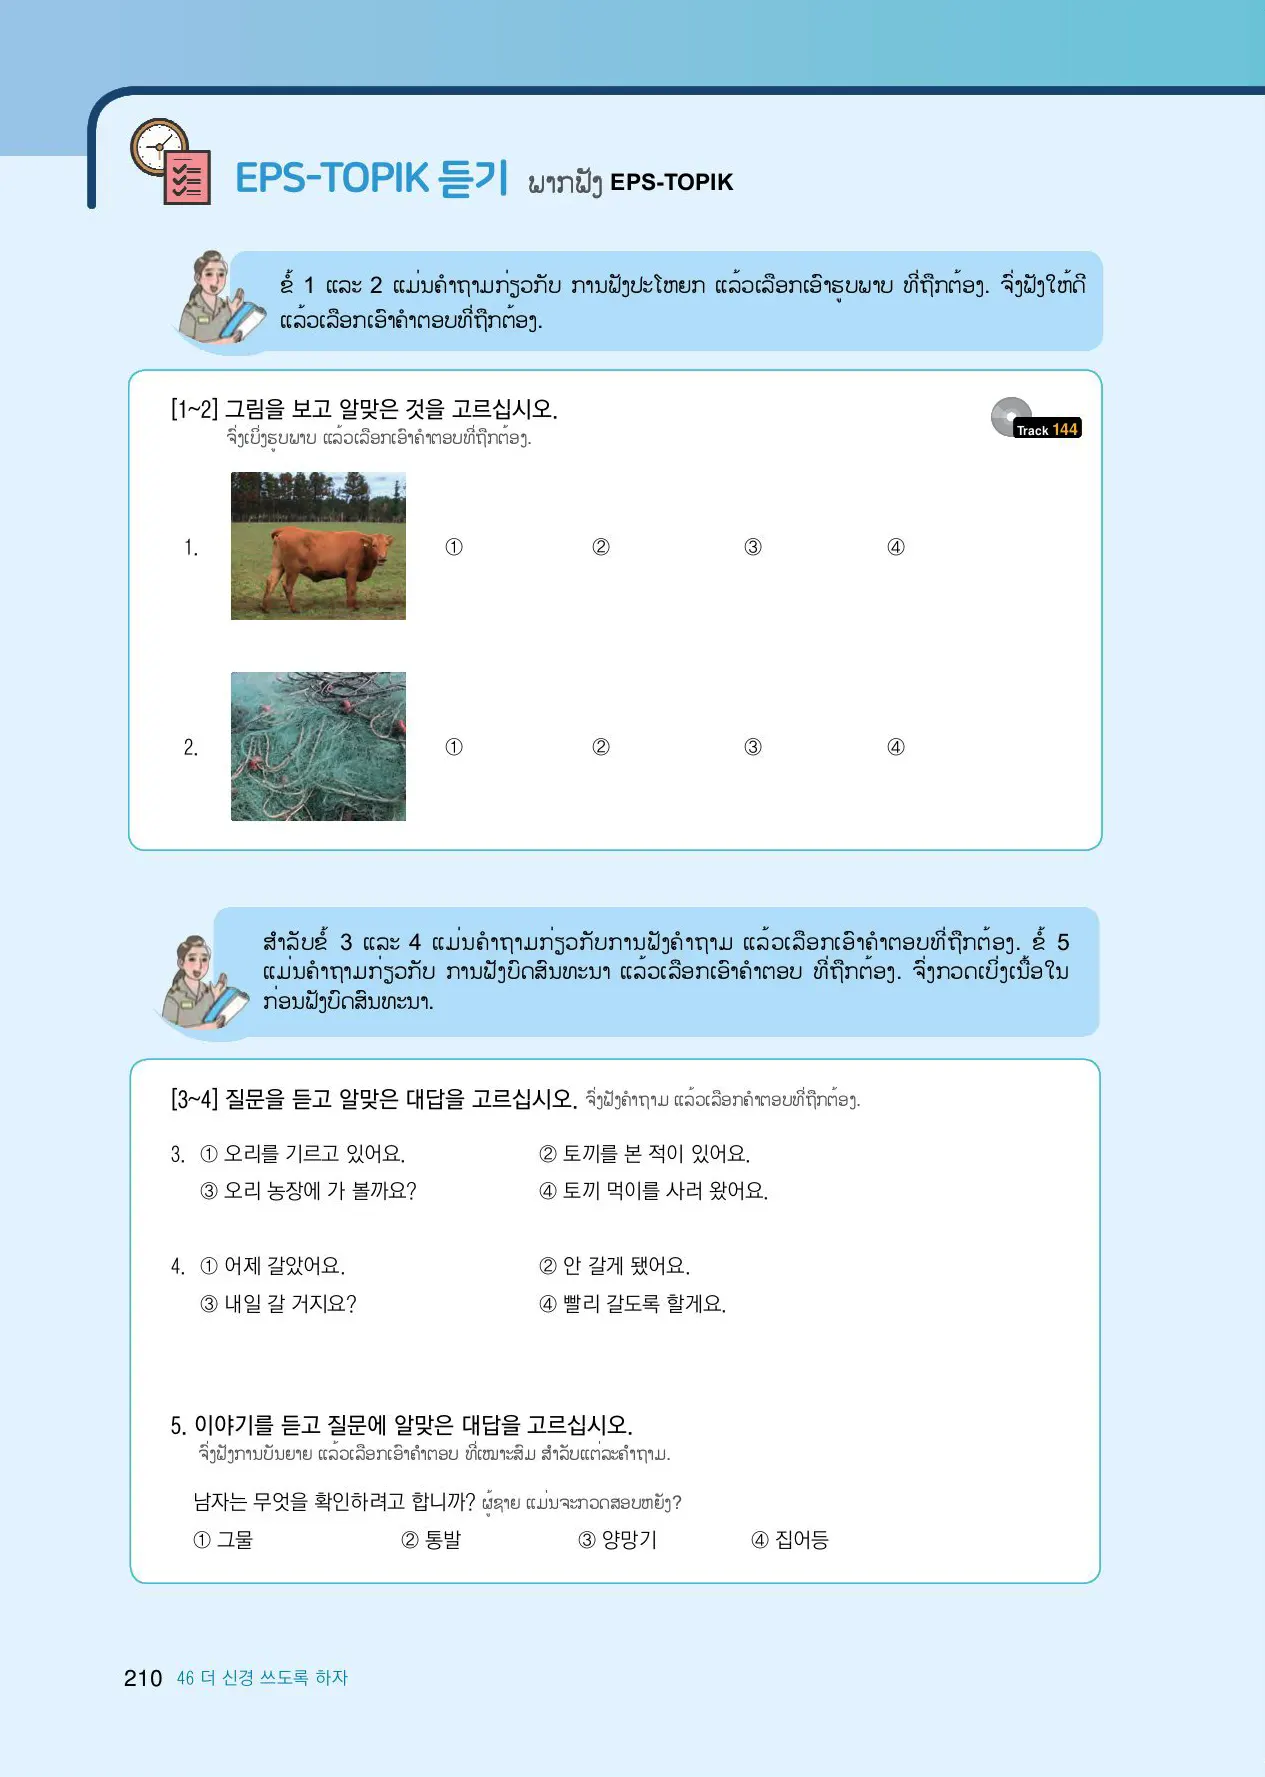 EPS-TOPIK 듣기 ພາກຟັງ EPS-TOPIK
ຂໍ້ 1 ແລະ 2 ແມ່ນຄຳຖາມກ່ຽວກັບ ການຟັງປະໂຫຍກ ແລ້ວເລືອກເອົາຮູບພາບ ທີ່ຖືກຕ້ອງ. ຈົ່ງຟັງໃຫ້ດີ
ແລ້ວເລືອກເອົາຄຳຕອບທີ່ຖືກຕ້ອງ.
[1~2] 그림을 보고 알맞은 것을 고르십시오.
ຈົ່ງເບິ່ງຮູບພາບ ແລ້ວເລືອກເອົາຄຳຕອບທີ່ຖືກຕ້ອງ.
Track 144
1. ① ② ③ ④
2. ① ② ③ ④
ສຳລັບຂໍ້ 3 ແລະ 4 ແມ່ນຄຳຖາມກ່ຽວກັບການຟັງຄຳຖາມ ແລ້ວເລືອກເອົາຄຳຕອບທີ່ຖືກຕ້ອງ. ຂໍ້ 5
ແມ່ນຄຳຖາມກ່ຽວກັບ ການຟັງບົດສົນທະນາ ແລ້ວເລືອກເອົາຄຳຕອບ ທີ່ຖືກຕ້ອງ. ຈົ່ງກວດເບິ່ງເນື້ອໃນ
ກ່ອນຟັງບົດສົນທະນາ.
[3~4] 질문을 듣고 알맞은 대답을 고르십시오. ຈົ່ງຟັງຄຳຖາມ ແລ້ວເລືອກຄຳຕອບທີ່ຖືກຕ້ອງ.
3. ① 오리를 기르고 있어요. ② 토끼를 본 적이 있어요.
③ 오리 농장에 가 볼까요? ④ 토끼 먹이를 사러 왔어요.
4. ① 어제 갈았어요. ② 안 갈게 됐어요.
③ 내일 갈 거지요? ④ 빨리 갈도록 할게요.
5. 이야기를 듣고 질문에 알맞은 대답을 고르십시오.
ຈົ່ງຟັງການບັນຍາຍ ແລ້ວເລືອກເອົາຄຳຕອບ ທີ່ເໝາະສົມ ສຳລັບແຕ່ລະຄຳຖາມ.
남자는 무엇을 확인하려고 합니까? ຜູ້ຊາຍ ແມ່ນຈະກວດສອບຫຍັງ?
① 그물 ② 통발 ③ 양망기 ④ 집어등
210 46 더 신경 쓰도록 하자